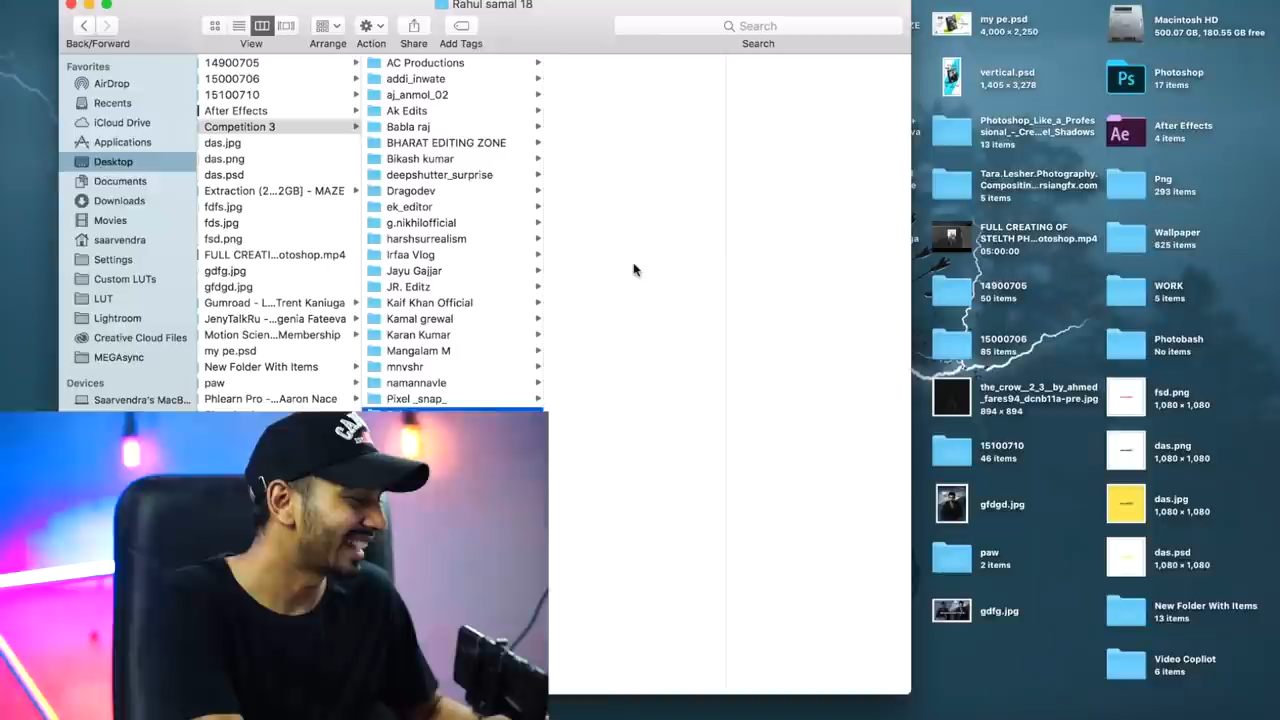 Rahul samal 18
Back/Forward
View
Arrange
Action
Share
Add Tags
Search
Search
Favorites
AirDrop
Recents
iCloud Drive
Applications
Desktop
Documents
Downloads
Movies
saarvendra
Settings
Custom LUTs
LUT
Lightroom
Creative Cloud Files
MEGAsync
Devices
Saarvendra's MacB...
14900705
15000706
15100710
After Effects
Competition 3
das.jpg
das.png
das.psd
Extraction (2...2GB] - MAZE
fdfs.jpg
fds.jpg
fsd.png
FULL CREATI...otoshop.mp4
gdfg.jpg
gfdgd.jpg
Gumroad - L...Trent Kaniuga
JenyTalkRu -...genia Fateeva
Motion Scien...Membership
my pe.psd
New Folder With Items
paw
Phlearn Pro -...Aaron Nace
AC Productions
addi_inwate
aj_anmol_02
Ak Edits
Babla raj
BHARAT EDITING ZONE
Bikash kumar
deepshutter_surprise
Dragodev
ek_editor
g.nikhilofficial
harshsurrealism
Irfaa Vlog
Jayu Gajjar
JR. Editz
Kaif Khan Official
Kamal grewal
Karan Kumar
Mangalam M
mnvshr
namannavle
Pixel _snap_
my pe.psd
4,000 × 2,250
vertical.psd
1,405 × 3,278
Photoshop_Like_a_Profes
sional_-_Cre...el_Shadows
13 items
Tara.Lesher.Photography.
Compositin...rsiangfx.com
5 items
FULL CREATING OF
STELTH PH...otoshop.mp4
05:00:00
14900705
50 items
15000706
85 items
the_crow__2_3__by_ahmed
_fares94_dcnb11a-pre.jpg
894 × 894
15100710
46 items
gfdgd.jpg
paw
2 items
gdfg.jpg
Macintosh HD
500.07 GB, 180.55 GB free
Ps
Photoshop
17 items
Ae
After Effects
4 items
Png
293 items
Wallpaper
625 items
WORK
5 items
Photobash
No items
fsd.png
1,080 × 1,080
das.png
1,080 × 1,080
das.jpg
1,080 × 1,080
das.psd
1,080 × 1,080
New Folder With Items
13 items
Video Copliot
6 items